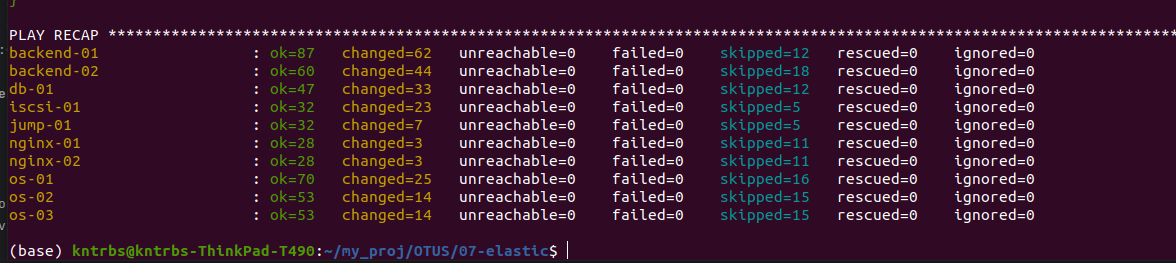 }
PLAY RECAP *********************************************************************************************************************
backend-01 : ok=87 changed=62 unreachable=0 failed=0 skipped=12 rescued=0 ignored=0
backend-02 : ok=60 changed=44 unreachable=0 failed=0 skipped=18 rescued=0 ignored=0
db-01 : ok=47 changed=33 unreachable=0 failed=0 skipped=12 rescued=0 ignored=0
iscsi-01 : ok=32 changed=23 unreachable=0 failed=0 skipped=5 rescued=0 ignored=0
jump-01 : ok=32 changed=7 unreachable=0 failed=0 skipped=5 rescued=0 ignored=0
nginx-01 : ok=28 changed=3 unreachable=0 failed=0 skipped=11 rescued=0 ignored=0
nginx-02 : ok=28 changed=3 unreachable=0 failed=0 skipped=11 rescued=0 ignored=0
os-01 : ok=70 changed=25 unreachable=0 failed=0 skipped=16 rescued=0 ignored=0
os-02 : ok=53 changed=14 unreachable=0 failed=0 skipped=15 rescued=0 ignored=0
os-03 : ok=53 changed=14 unreachable=0 failed=0 skipped=15 rescued=0 ignored=0
(base) kntrbs@kntrbs-ThinkPad-T490:~/my_proj/OTUS/07-elastic$